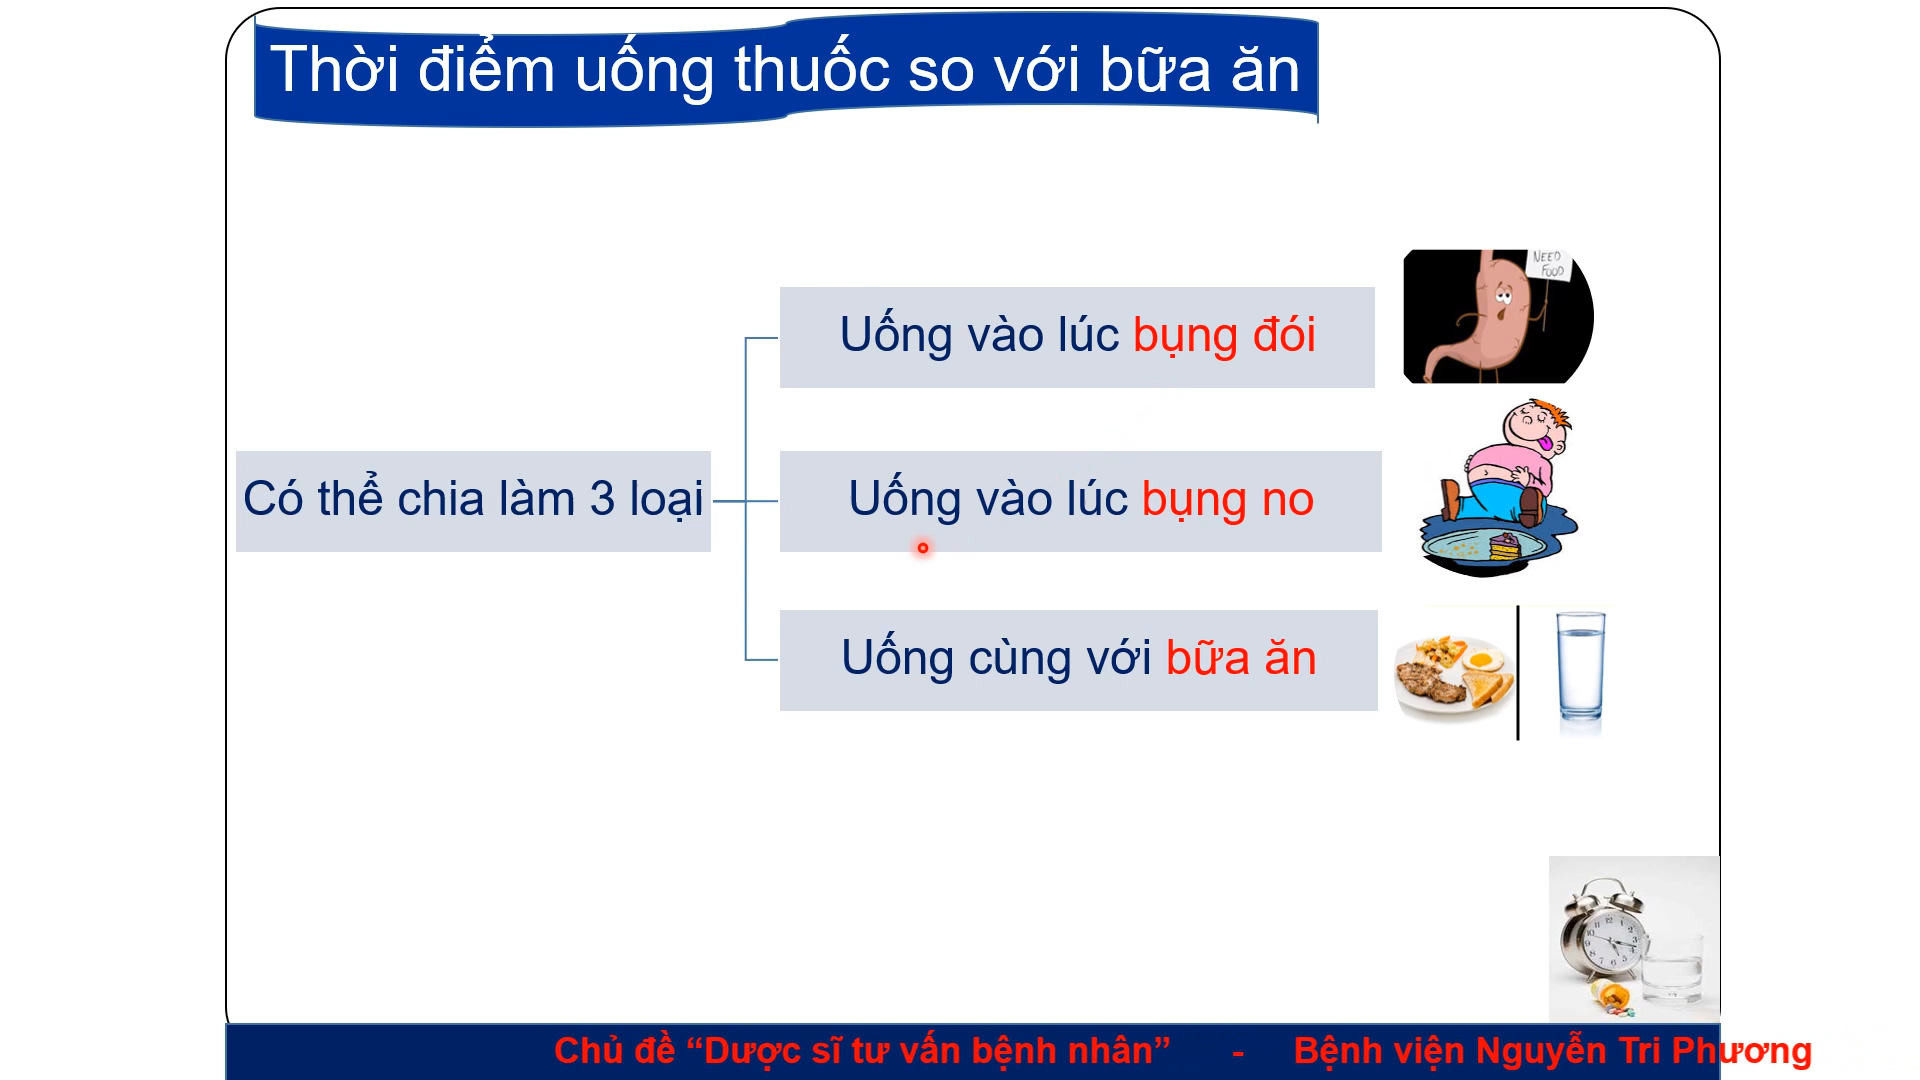 Thời điểm uống thuốc so với bữa ăn
Có thể chia làm 3 loại
Uống vào lúc bụng đói
NEED
FOOD
Uống vào lúc bụng no
Uống cùng với bữa ăn
Chủ đề “Dược sĩ tư vấn bệnh nhân” - Bệnh viện Nguyễn Tri Phương